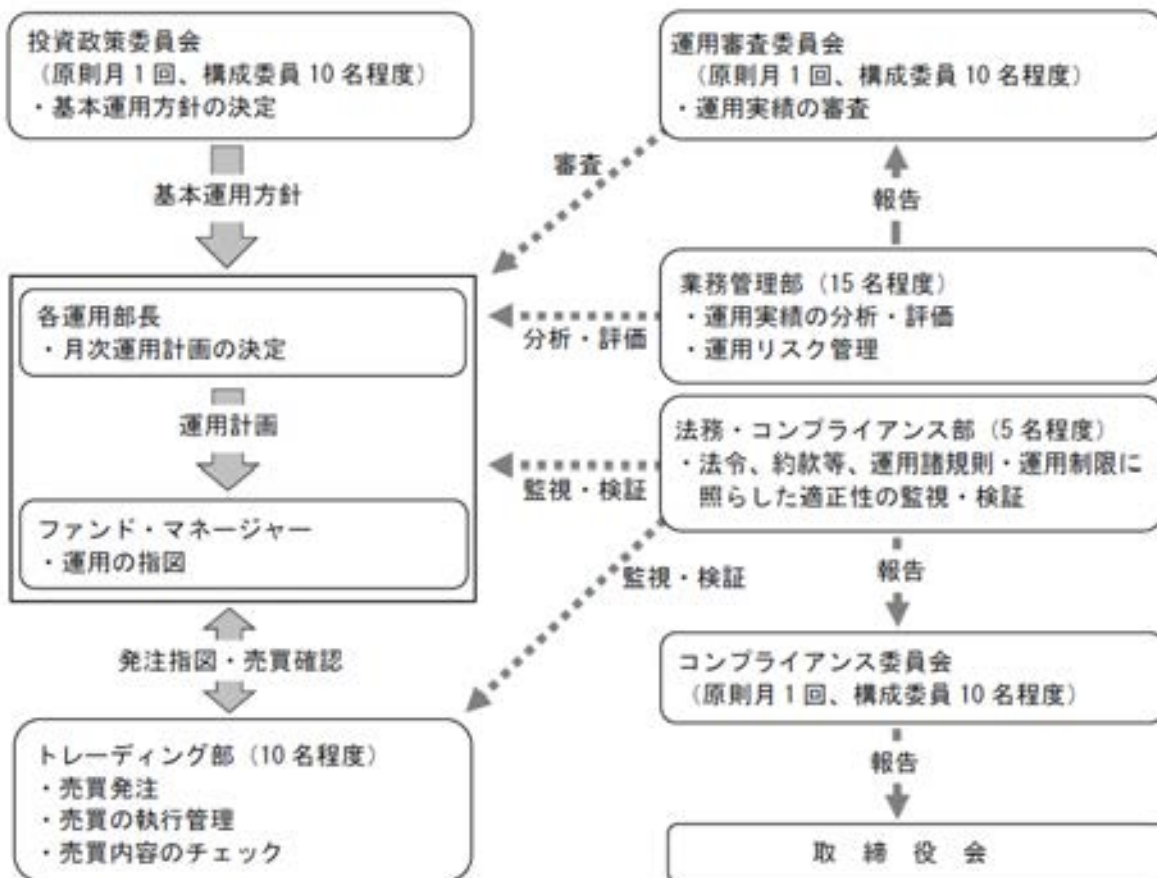 投資政策委員会
（原則月1回、構成委員10名程度）
・基本運用方針の決定
基本運用方針
各運用部長
・月次運用計画の決定
運用計画
ファンド・マネージャー
・運用の指図
発注指図・売買確認
トレーディング部（10名程度）
・売買発注
・売買の執行管理
・売買内容のチェック
運用審査委員会
（原則月1回、構成委員10名程度）
・運用実績の審査
審査
報告
業務管理部（15名程度）
・運用実績の分析・評価
・運用リスク管理
分析・評価
法務・コンプライアンス部（5名程度）
・法令、約款等、運用諸規則・運用制限に
照らした適正性の監視・検証
監視・検証
監視・検証
報告
コンプライアンス委員会
（原則月1回、構成委員10名程度）
報告
取締役会